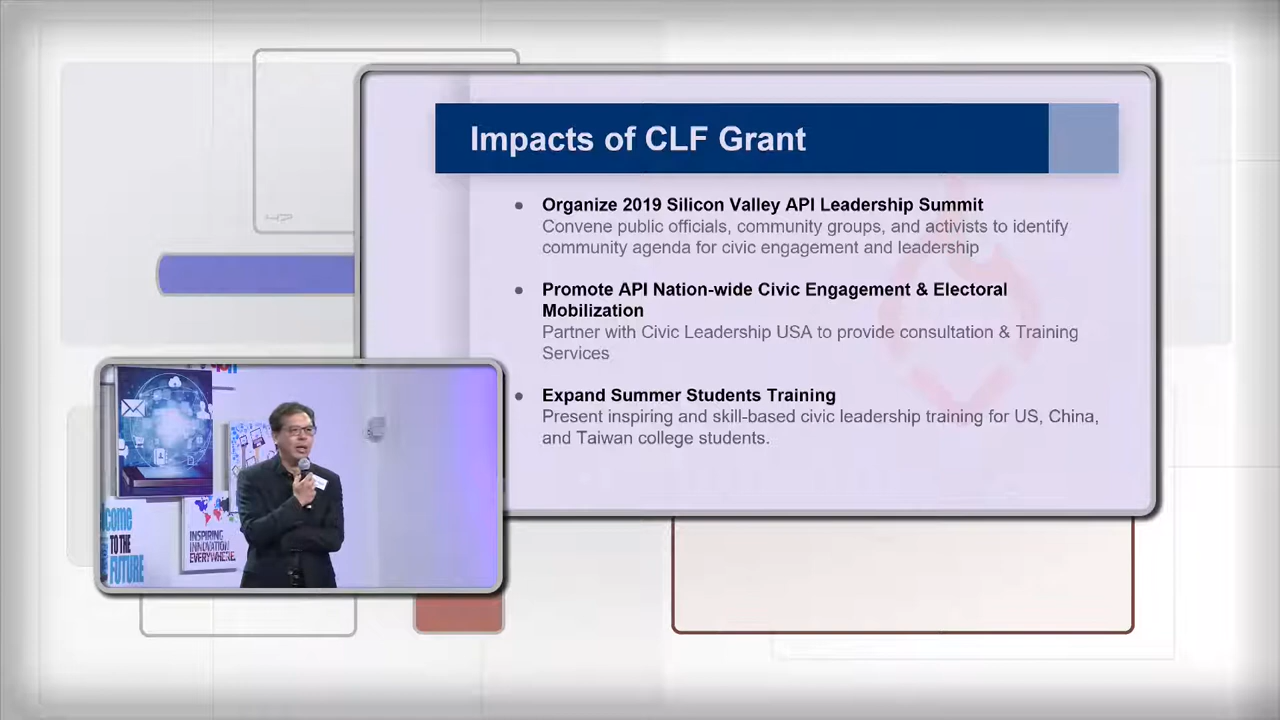 Impacts of CLF Grant
Organize 2019 Silicon Valley API Leadership Summit
Convene public officials, community groups, and activists to identify
community agenda for civic engagement and leadership
Promote API Nation-wide Civic Engagement & Electoral
Mobilization
Partner with Civic Leadership USA to provide consultation & Training
Services
Expand Summer Students Training
Present inspiring and skill-based civic leadership training for US, China,
and Taiwan college students.
INSPIRING
INNOVATION
EVERYWHERE.
TO THE
FUTURE